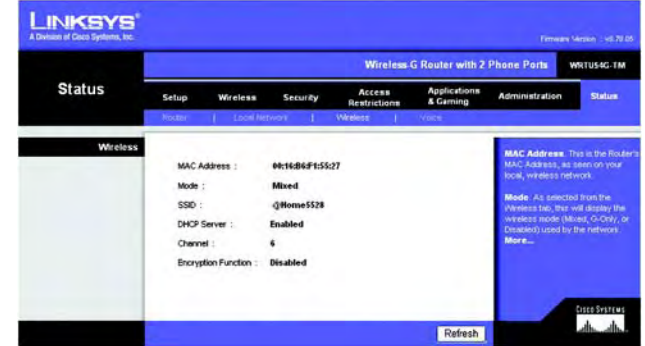 LINKSYS®
A Division of Cisco Systems, Inc.
Firmware Version : v0.70.05
Wireless-G Router with 2 Phone Ports WRTU54G-TM
Status
Setup Wireless Security Access Restrictions Applications & Gaming Administration Status
Router | Local Network | Wireless | Voice
Wireless
MAC Address : 00:16:B6:F1:55:27
Mode : Mixed
SSID : @Home5528
DHCP Server : Enabled
Channel : 6
Encryption Function : Disabled
MAC Address. This is the Router's
MAC Address, as seen on your
local, wireless network.
Mode. As selected from the
Wireless tab, this will display the
wireless mode (Mixed, G-Only, or
Disabled) used by the network.
More...
Refresh
CISCO SYSTEMS